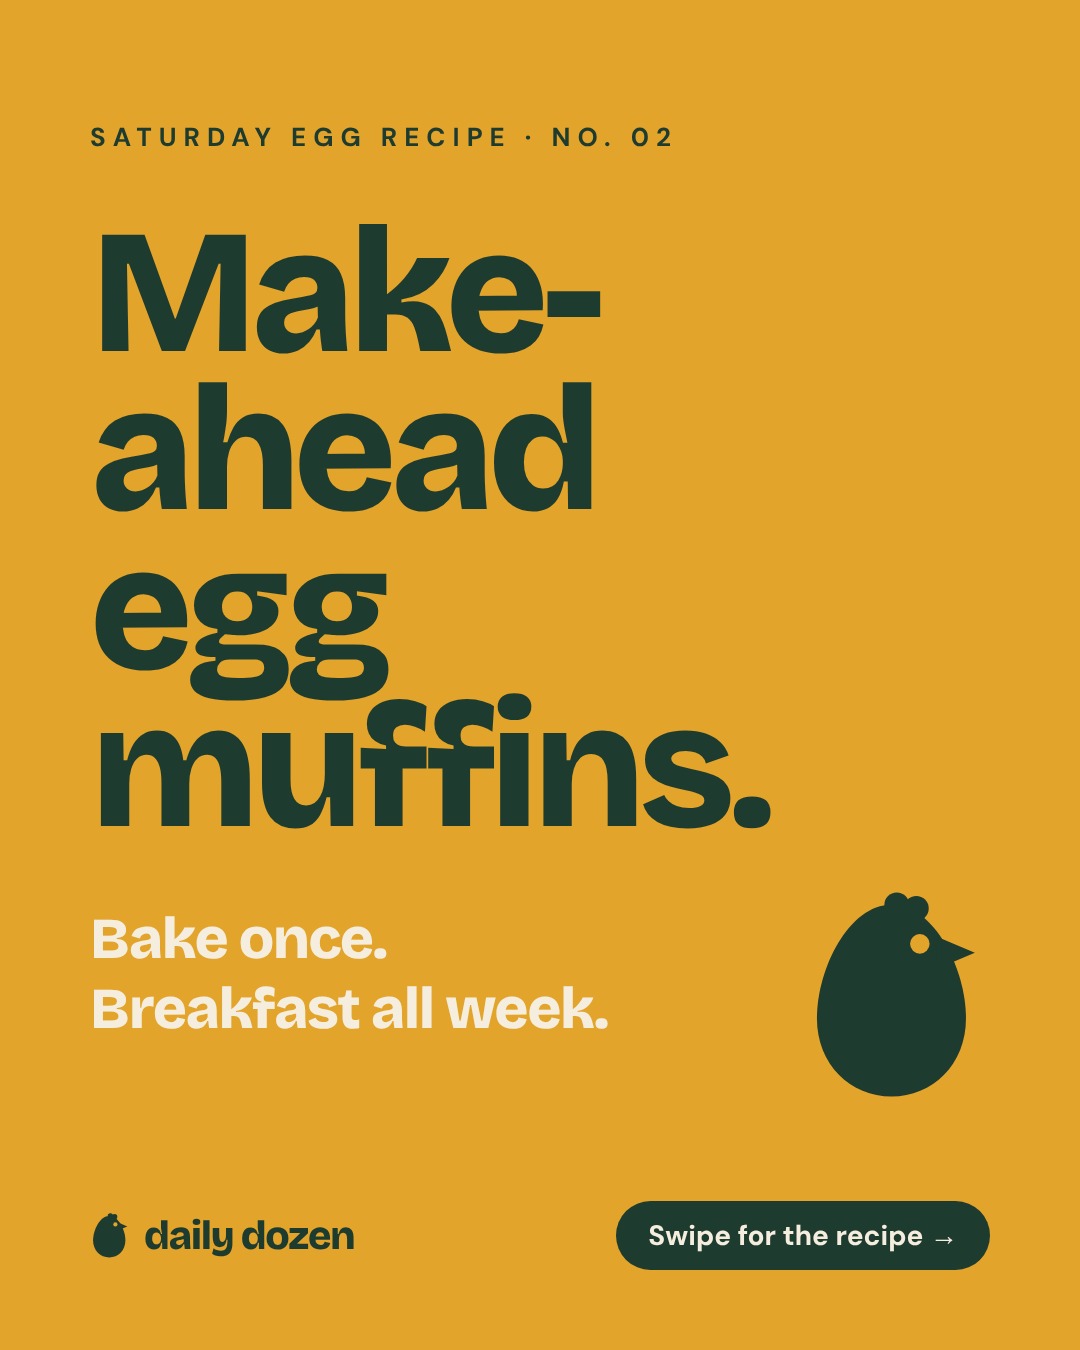 SATURDAY EGG RECIPE · NO. 02
Make-
ahead
egg
muffins.
Bake once.
Breakfast all week.
daily dozen
Swipe for the recipe →